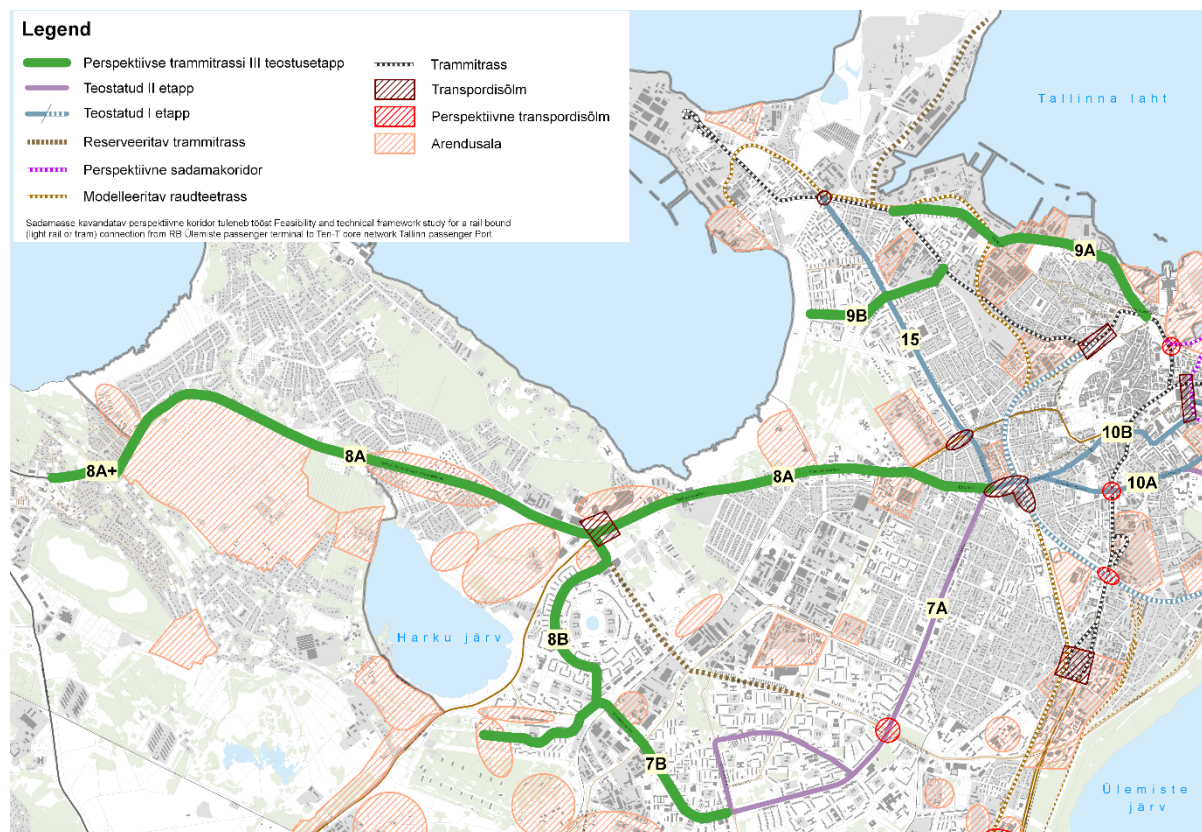 Legend
Perspektiivse trammitrassi III teostusetapp
Teostatud II etapp
Teostatud I etapp
Reserveeritav trammitrass
Perspektiivne sadamakoridor
Modelleeritav raudteetrass
Trammitrass
Transpordisõlm
Perspektiivne transpordisõlm
Arendusala
Sadamasse kavandatav perspektiivne koridor tuleneb tööst Feasibility and technical framework study for a rail bound
(light rail or tram) connection from RB Ülemiste passenger terminal to Ten-T core network Tallinn passenger Port
Tallinna laht
9A
9B
15
10B
8A
8A
8A+
10A
7A
Harku järv
8B
7B
Ülemiste
järv